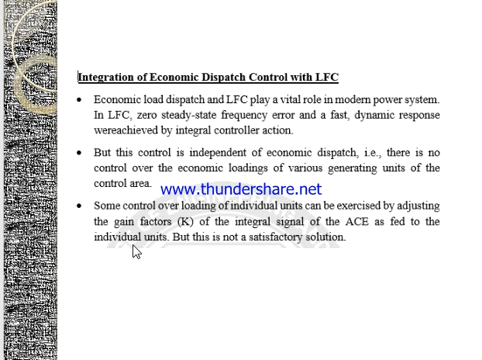 Integration of Economic Dispatch Control with LFC
• Economic load dispatch and LFC play a vital role in modern power system.
In LFC, zero steady-state frequency error and a fast, dynamic response
wereachieved by integral controller action.
• But this control is independent of economic dispatch, i.e., there is no
control over the economic loadings of various generating units of the
control area.
www.thundershare.net
• Some control over loading of individual units can be exercised by adjusting
the gain factors (K) of the integral signal of the ACE as fed to the
individual units. But this is not a satisfactory solution.